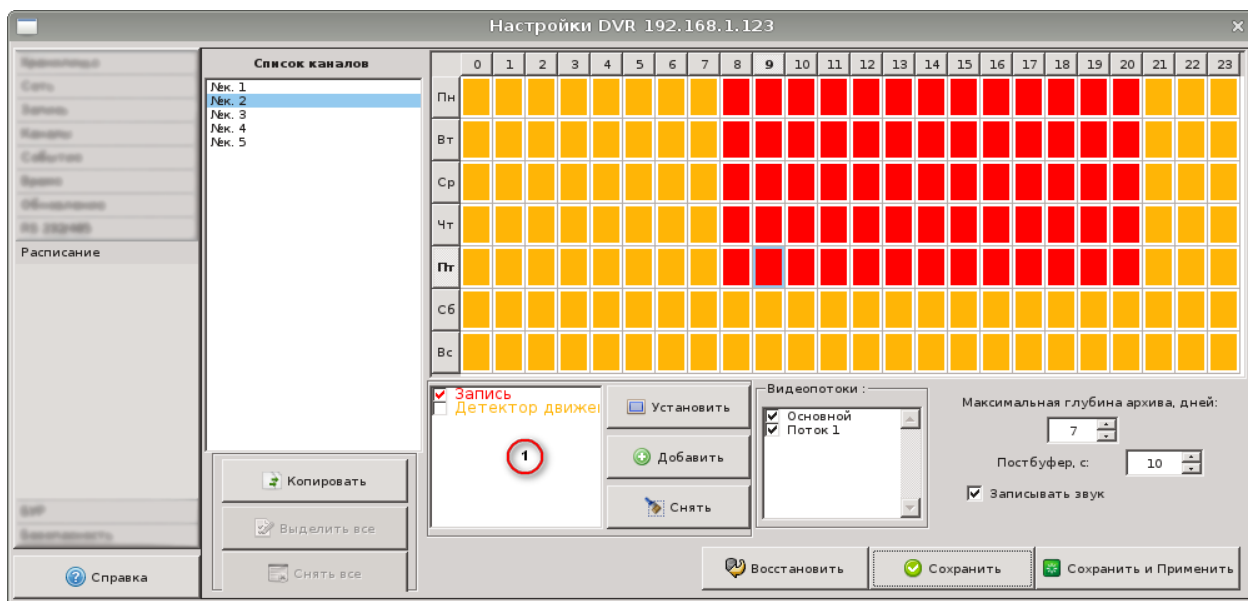 Настройки DVR 192.168.1.123
Расписание
Справка
Список каналов
№к. 1
№к. 2
№к. 3
№к. 4
№к. 5
Копировать
Выделить все
Снять все
0 1 2 3 4 5 6 7 8 9 10 11 12 13 14 15 16 17 18 19 20 21 22 23
Пн
Вт
Ср
Чт
Пт
Сб
Вс
Запись
Детектор движе
1
Установить
Добавить
Снять
Видеопотоки :
Основной
Поток 1
Максимальная глубина архива, дней:
7
Постбуфер, с: 10
Записывать звук
Восстановить
Сохранить
Сохранить и Применить